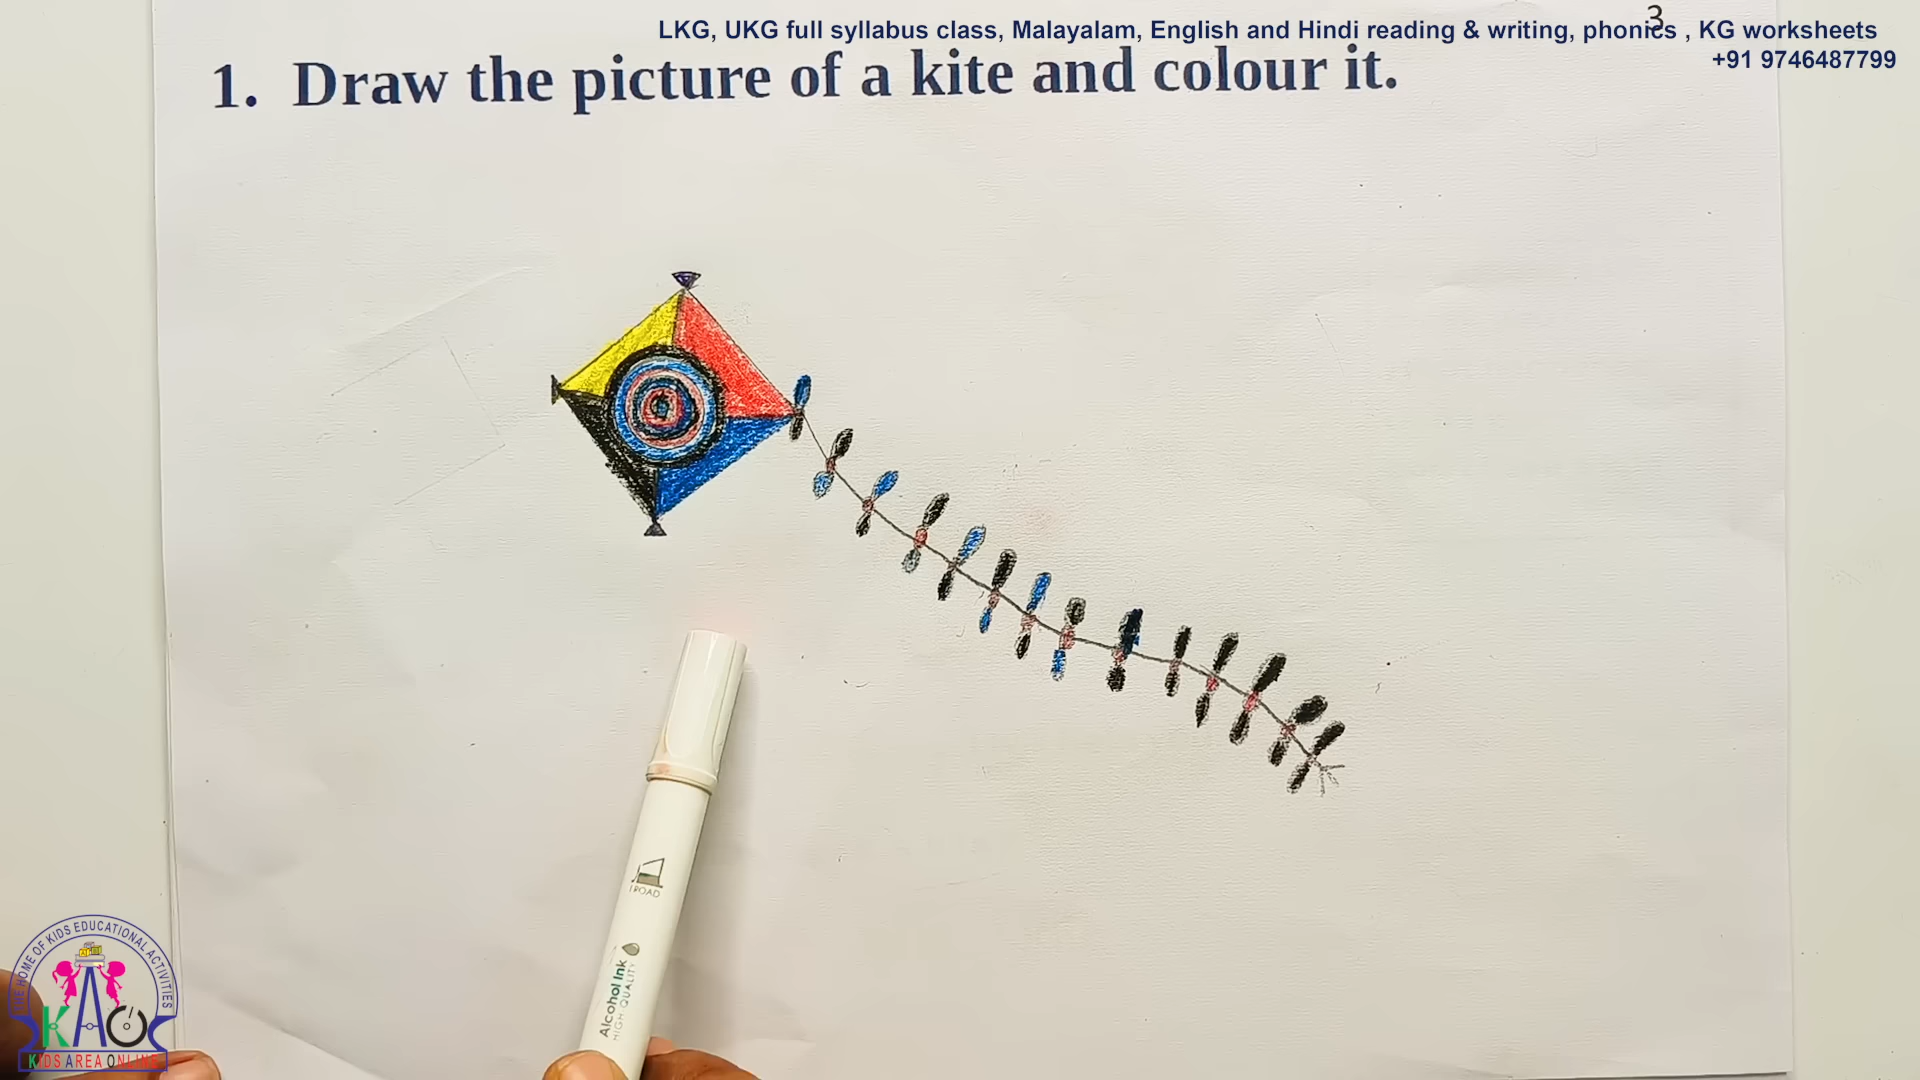 3
LKG, UKG full syllabus class, Malayalam, English and Hindi reading & writing, phonics , KG worksheets
+91 9746487799
1. Draw the picture of a kite and colour it.
I ROAD
Alcohol Ink
HIGH QUALITY
THE HOME OF KIDS EDUCATIONAL ACTIVITIES
KAO
KIDS AREA ONLINE